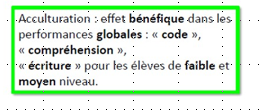 Acculturation : effet bénéfique dans les
performances globales : « code »,
« compréhension »,
« écriture » pour les élèves de faible et
moyen niveau.